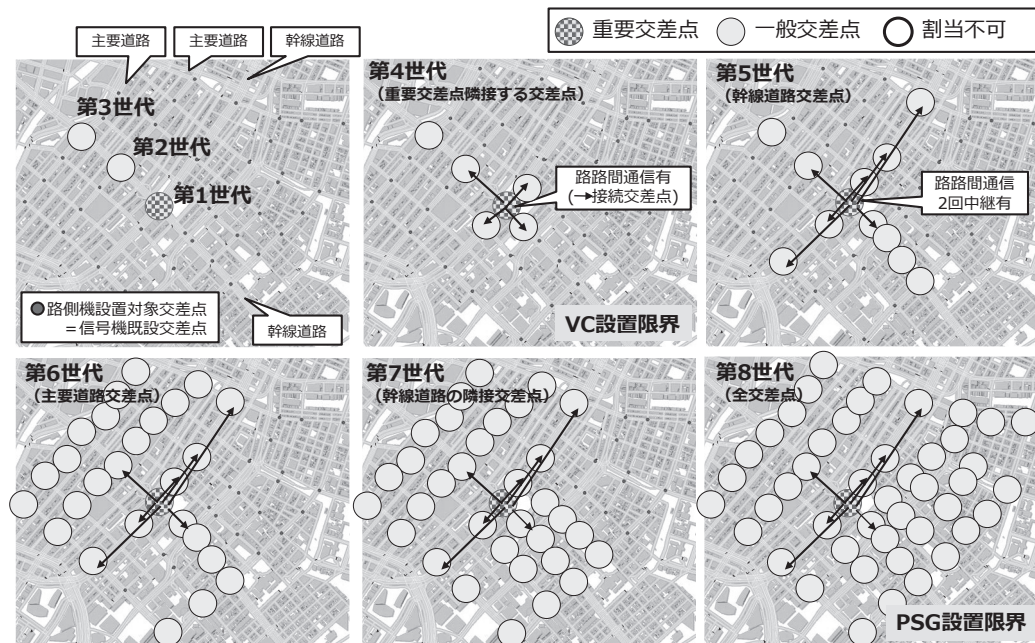 重要交差点 一般交差点 割当不可
主要道路 主要道路 幹線道路
第3世代
第2世代
第1世代
●路側機設置対象交差点
＝信号機既設交差点
幹線道路
第4世代
（重要交差点隣接する交差点）
路路間通信有
(→接続交差点)
VC設置限界
第5世代
（幹線道路交差点）
路路間通信
2回中継有
第6世代
（主要道路交差点）
第7世代
（幹線道路の隣接交差点）
第8世代
（全交差点）
PSG設置限界